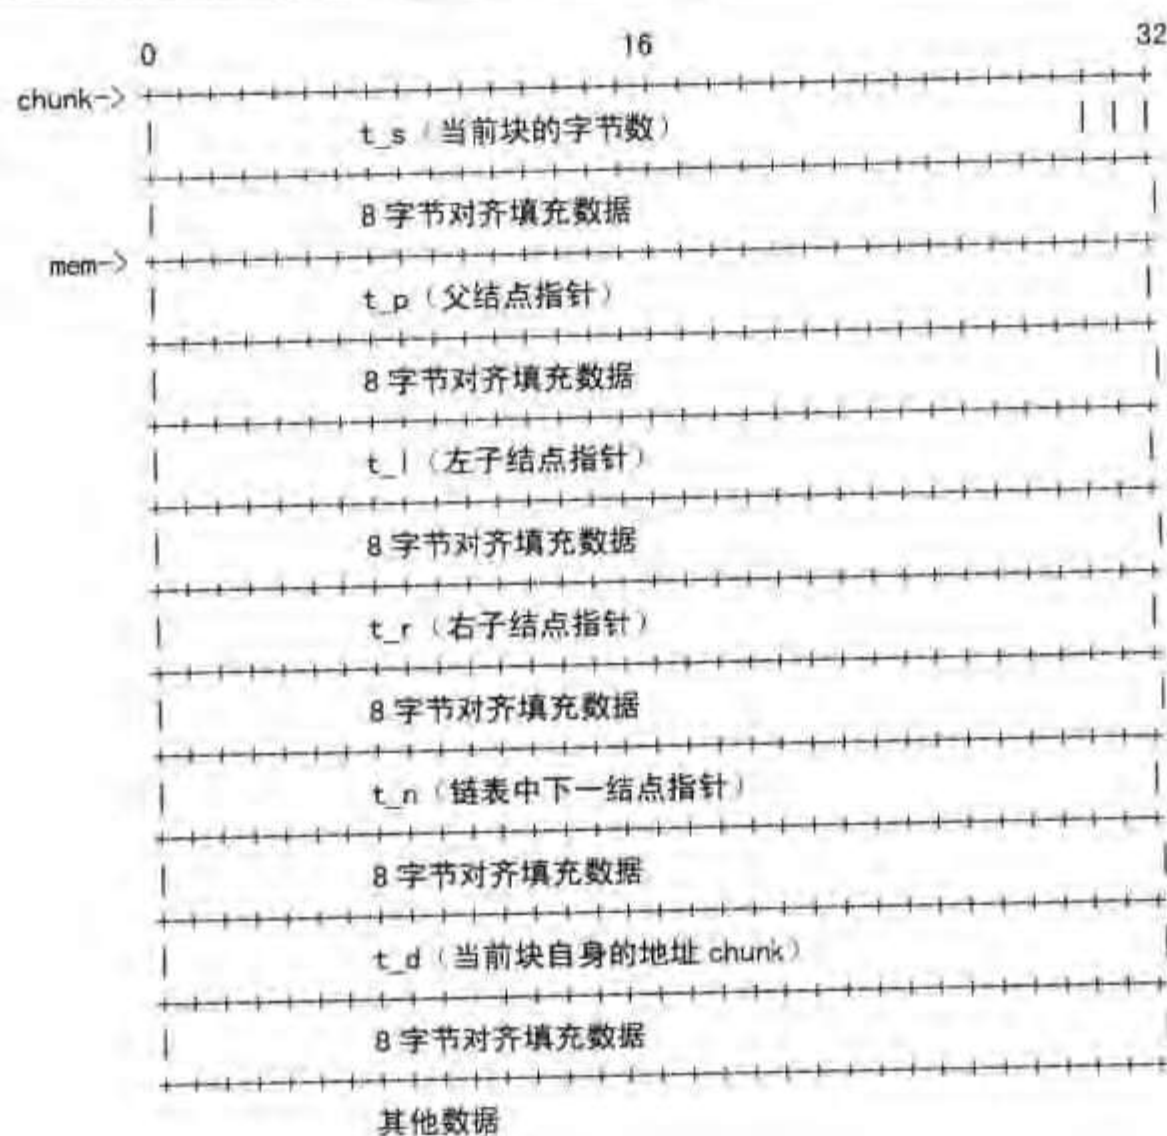 0 16 32
chunk->
t_s（当前块的字节数）
8 字节对齐填充数据
mem->
t_p（父结点指针）
8 字节对齐填充数据
t_l（左子结点指针）
8 字节对齐填充数据
t_r（右子结点指针）
8 字节对齐填充数据
t_n（链表中下一结点指针）
8 字节对齐填充数据
t_d（当前块自身的地址 chunk）
8 字节对齐填充数据
其他数据